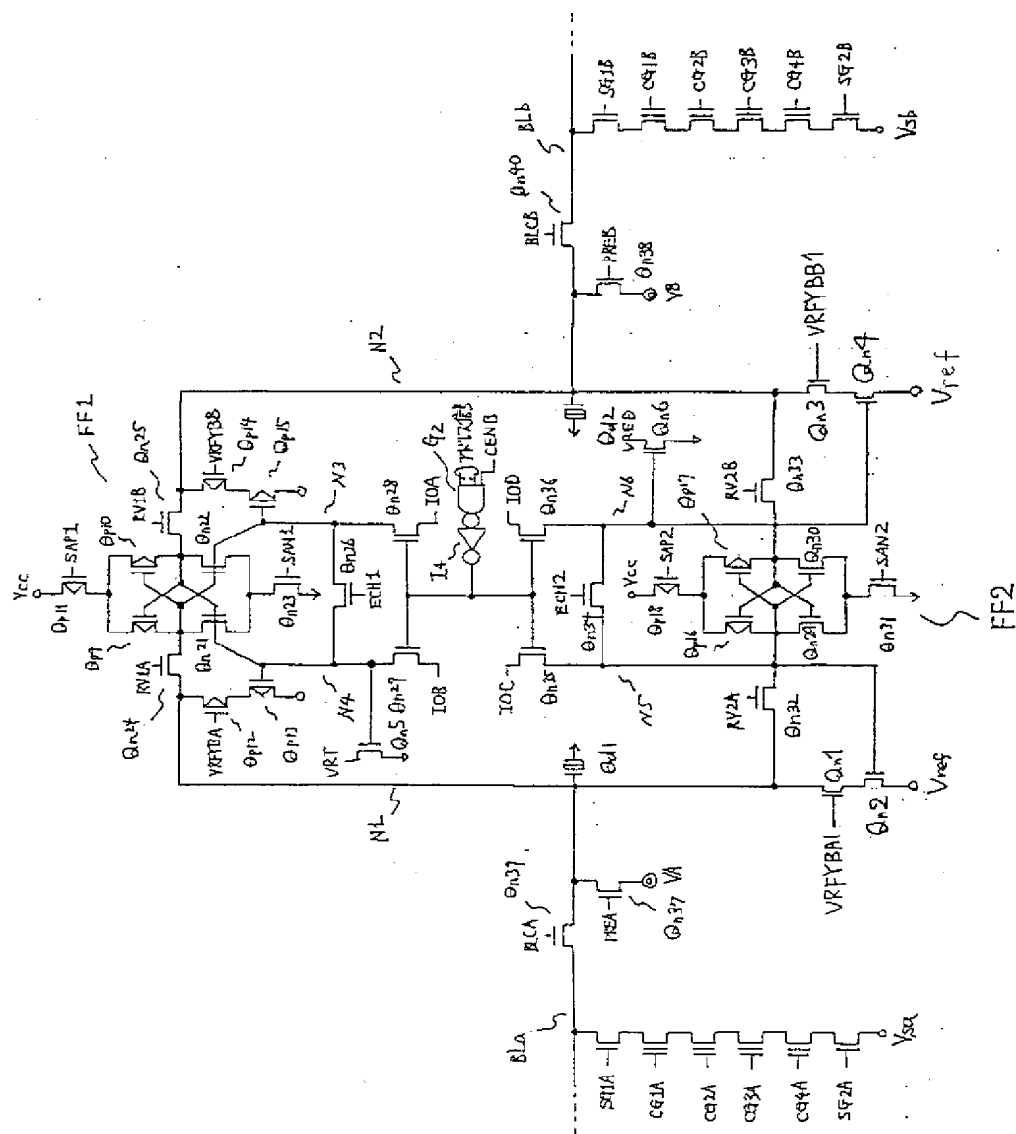 FF1
Vcc
SAP1
Qp11
Qp9
Qp10
RV1A
RV1B
Qn25
Qn24
VRFYBA
VRFYBB
Qp12
Qp13
Qp14
Qp15
Qn21
Qn22
Qn23
SAN1
N1
N2
N3
N4
Qn26
ECH1
VRT
Qn5
Qn27
Qn28
IOB
IOA
G2
I4
CENB
IOC
IOD
Qn35
Qn36
ECH2
Qn34
N5
N6
Qd1
Qd2
VRED
Qn6
Vcc
SAP2
Qp18
Qp16
Qp17
RV2A
RV2B
Qn32
Qn33
Qn29
Qn30
Qn31
SAN2
FF2
BLa
BLCA
Qn39
PREA
VA
Qn37
BLb
BLCB
Qn40
PREB
VB
Qn38
SG1A
CG1A
CG2A
CG3A
CG4A
SG2A
Vsa
SG1B
CG1B
CG2B
CG3B
CG4B
SG2B
Vsb
VRFYBA1
Qn1
Qn2
Vref
VRFYBB1
Qn3
Qn4
Vref